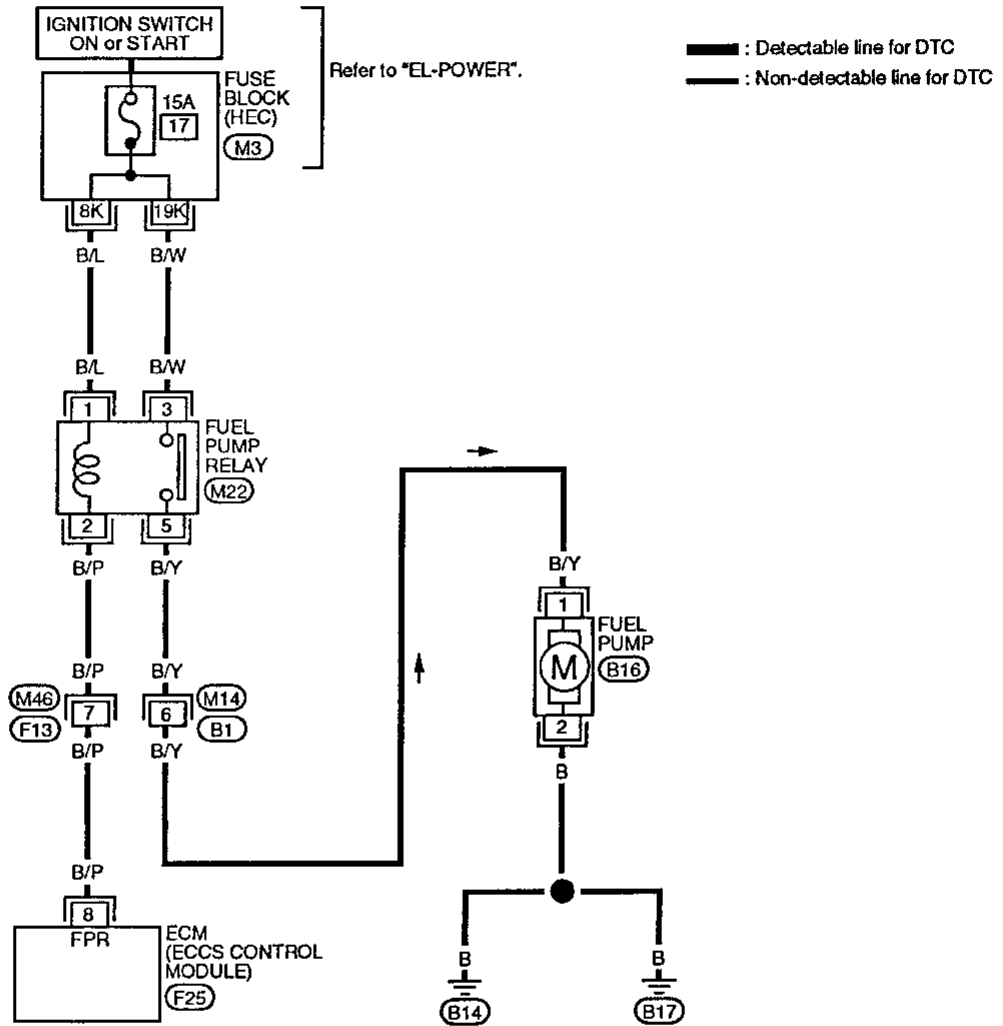 IGNITION SWITCH
ON or START
Refer to "EL-POWER".
: Detectable line for DTC
: Non-detectable line for DTC
FUSE
BLOCK
(HEC)
M3
15A
17
8K
19K
B/L
B/W
B/L
B/W
1
3
FUEL
PUMP
RELAY
M22
2
5
B/P
B/Y
B/P
B/Y
M46
7
6
M14
F13
B1
B/P
B/Y
B/P
8
FPR
ECM
(ECCS CONTROL
MODULE)
F25
B/Y
1
FUEL
PUMP
B16
M
2
B
B
B
B14
B17